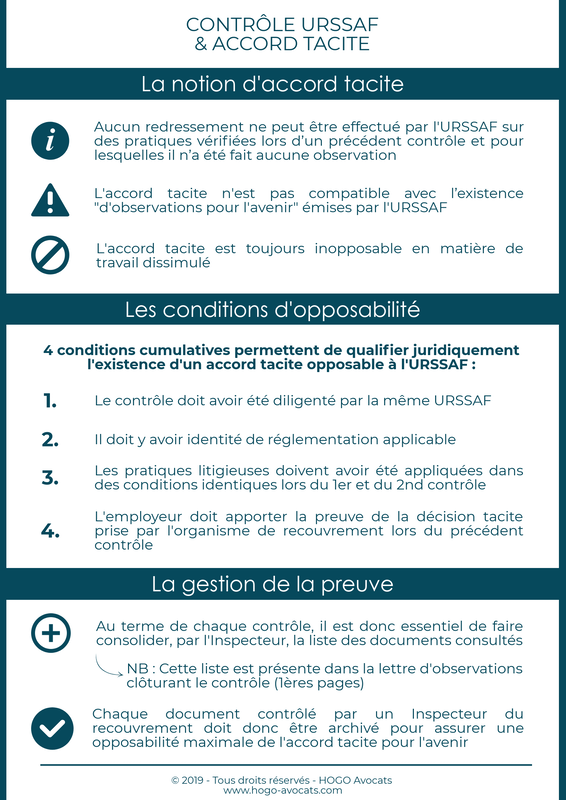 CONTRÔLE URSSAF
& ACCORD TACITE
La notion d'accord tacite
i
Aucun redressement ne peut être effectué par l'URSSAF sur
des pratiques vérifiées lors d'un précédent contrôle et pour
lesquelles il n'a été fait aucune observation
L'accord tacite n'est pas compatible avec l'existence
"d'observations pour l'avenir" émises par l'URSSAF
L'accord tacite est toujours inopposable en matière de
travail dissimulé
Les conditions d'opposabilité
4 conditions cumulatives permettent de qualifier juridiquement
l'existence d'un accord tacite opposable à l'URSSAF :
1. Le contrôle doit avoir été diligenté par la même URSSAF
2. Il doit y avoir identité de réglementation applicable
3. Les pratiques litigieuses doivent avoir été appliquées dans
des conditions identiques lors du 1er et du 2nd contrôle
4. L'employeur doit apporter la preuve de la décision tacite
prise par l'organisme de recouvrement lors du précédent
contrôle
La gestion de la preuve
Au terme de chaque contrôle, il est donc essentiel de faire
consolider, par l'Inspecteur, la liste des documents consultés
NB : Cette liste est présente dans la lettre d'observations
clôturant le contrôle (1ères pages)
Chaque document contrôlé par un Inspecteur du
recouvrement doit donc être archivé pour assurer une
opposabilité maximale de l'accord tacite pour l'avenir
© 2019 - Tous droits réservés - HOGO Avocats
www.hogo-avocats.com